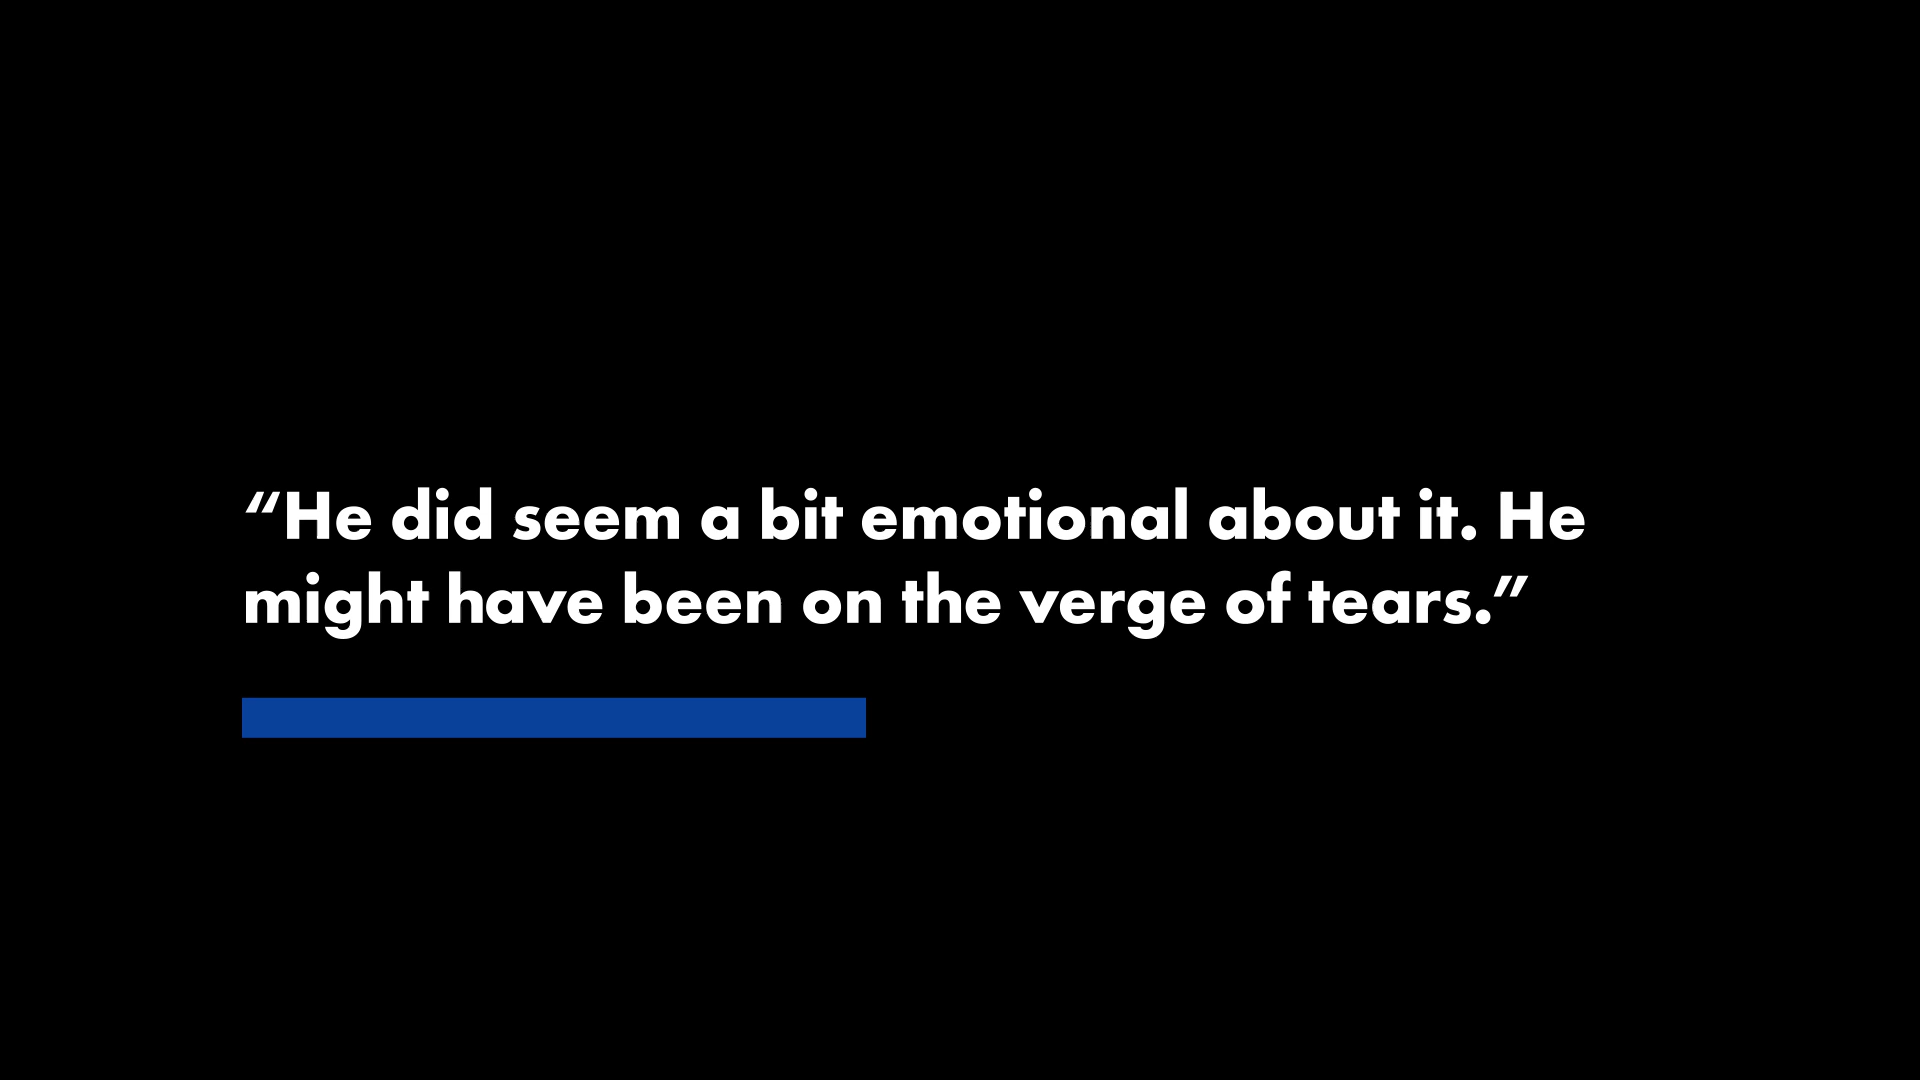 “He did seem a bit emotional about it. He
might have been on the verge of tears.”